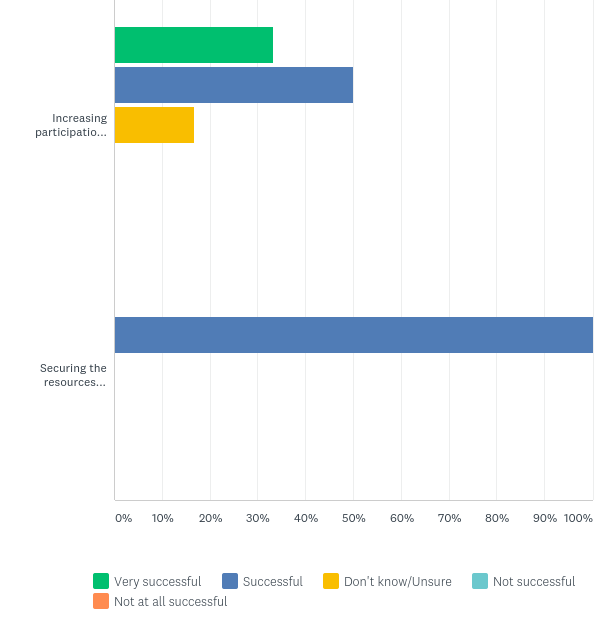 Increasing
participatio...
Securing the
resources...
0% 10% 20% 30% 40% 50% 60% 70% 80% 90% 100%
Very successful Successful Don't know/Unsure Not successful
Not at all successful